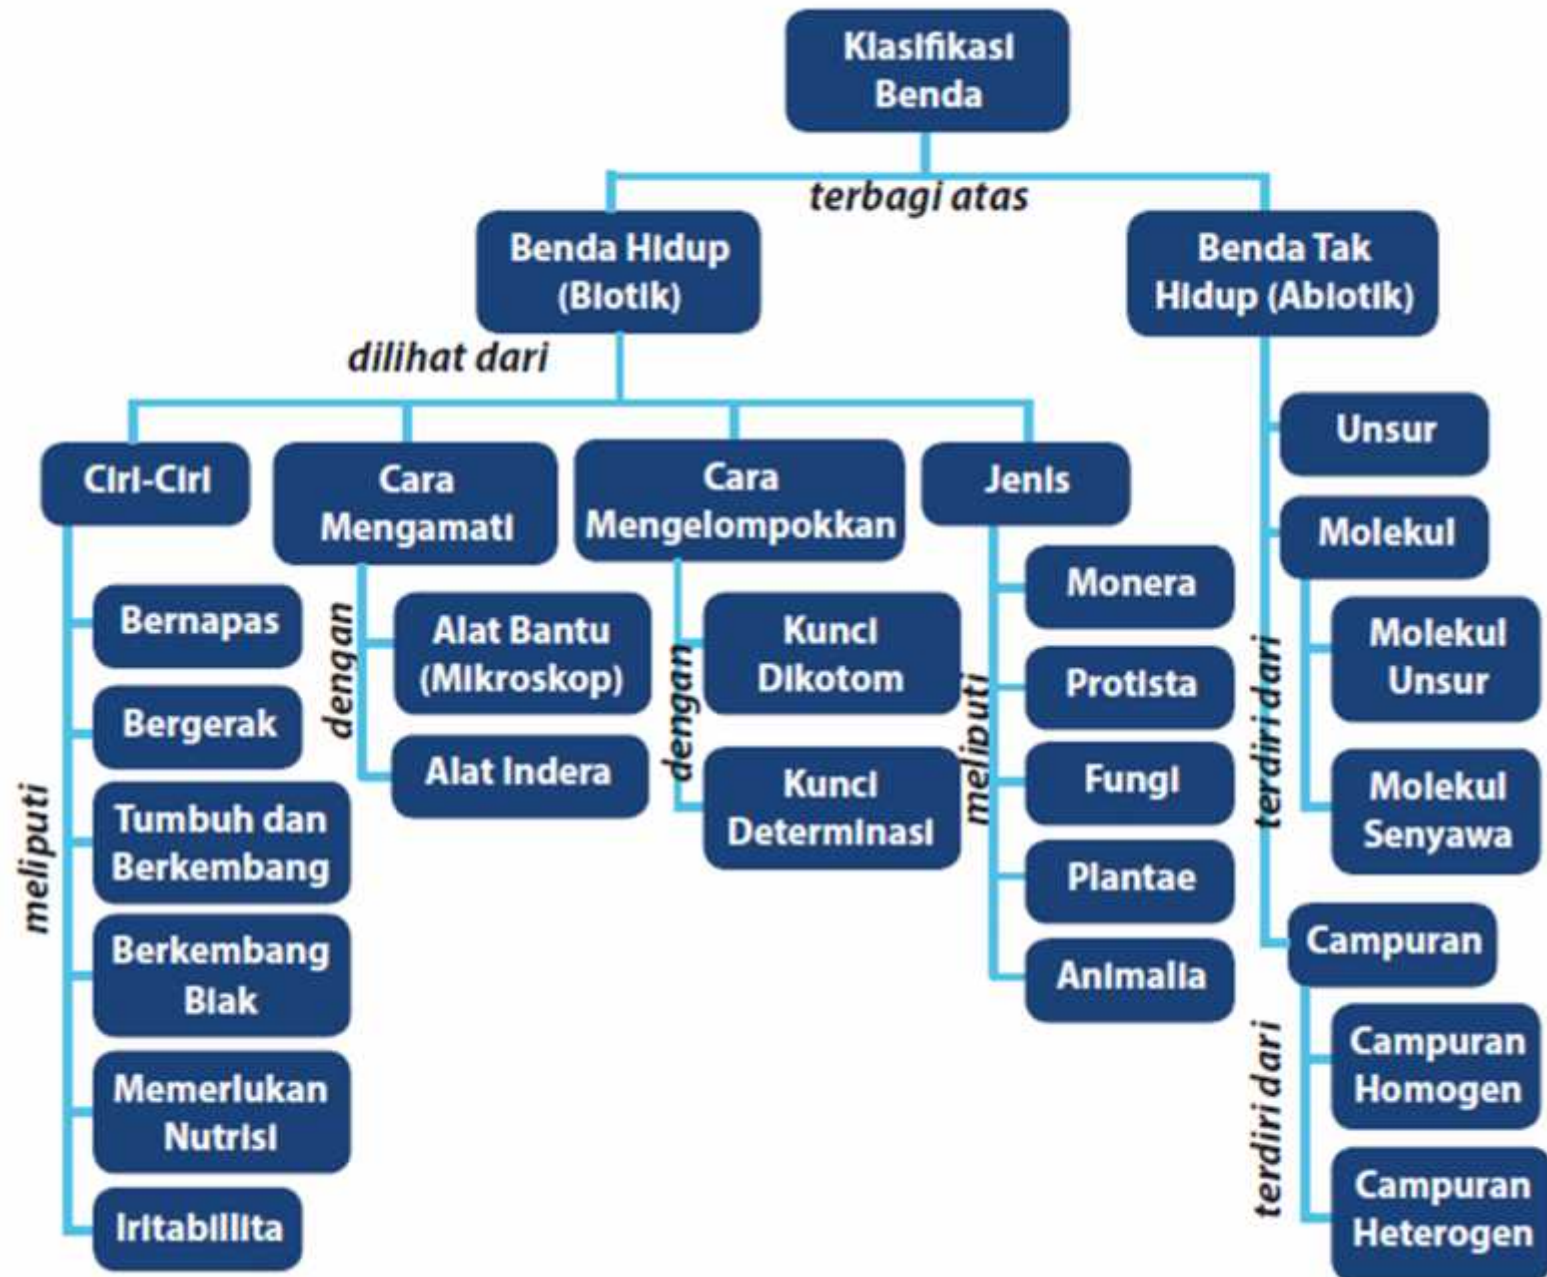 Klasifikasi
Benda
terbagi atas
Benda Hidup
(Biotik)
Benda Tak
Hidup (Abiotik)
dilihat dari
Ciri-Ciri
Cara
Mengamati
Cara
Mengelompokkan
Jenis
meliputi
Bernapas
Bergerak
Tumbuh dan
Berkembang
Berkembang
Biak
Memerlukan
Nutrisi
Iritabillita
dengan
Alat Bantu
(Mikroskop)
Alat Indera
dengan
Kunci
Dikotom
Kunci
Determinasi
meliputi
Monera
Protista
Fungi
Plantae
Animalia
terdiri dari
Unsur
Molekul
Molekul
Unsur
Molekul
Senyawa
Campuran
terdiri dari
Campuran
Homogen
Campuran
Heterogen